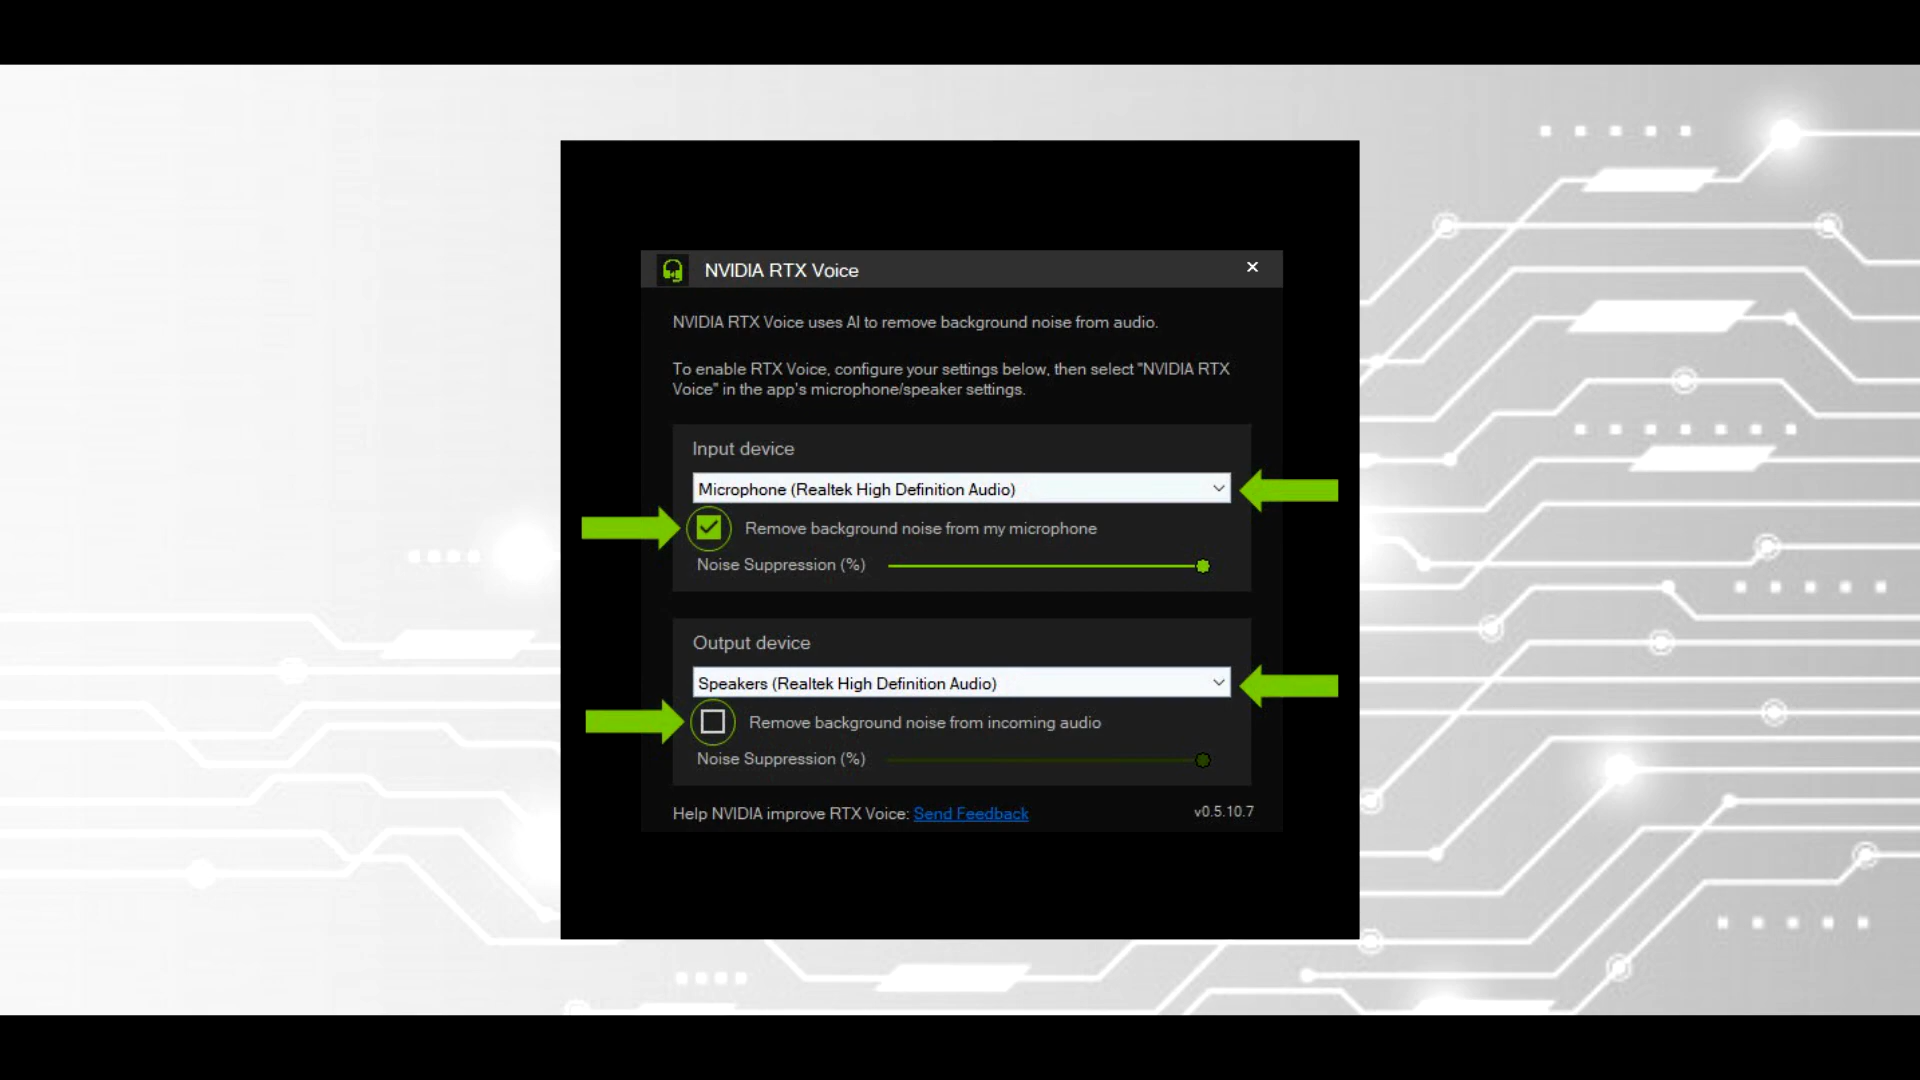 NVIDIA RTX Voice
NVIDIA RTX Voice uses AI to remove background noise from audio.
To enable RTX Voice, configure your settings below, then select "NVIDIA RTX
Voice" in the app's microphone/speaker settings.
Input device
Microphone (Realtek High Definition Audio)
Remove background noise from my microphone
Noise Suppression (%)
Output device
Speakers (Realtek High Definition Audio)
Remove background noise from incoming audio
Noise Suppression (%)
Help NVIDIA improve RTX Voice: Send Feedback
v0.5.10.7